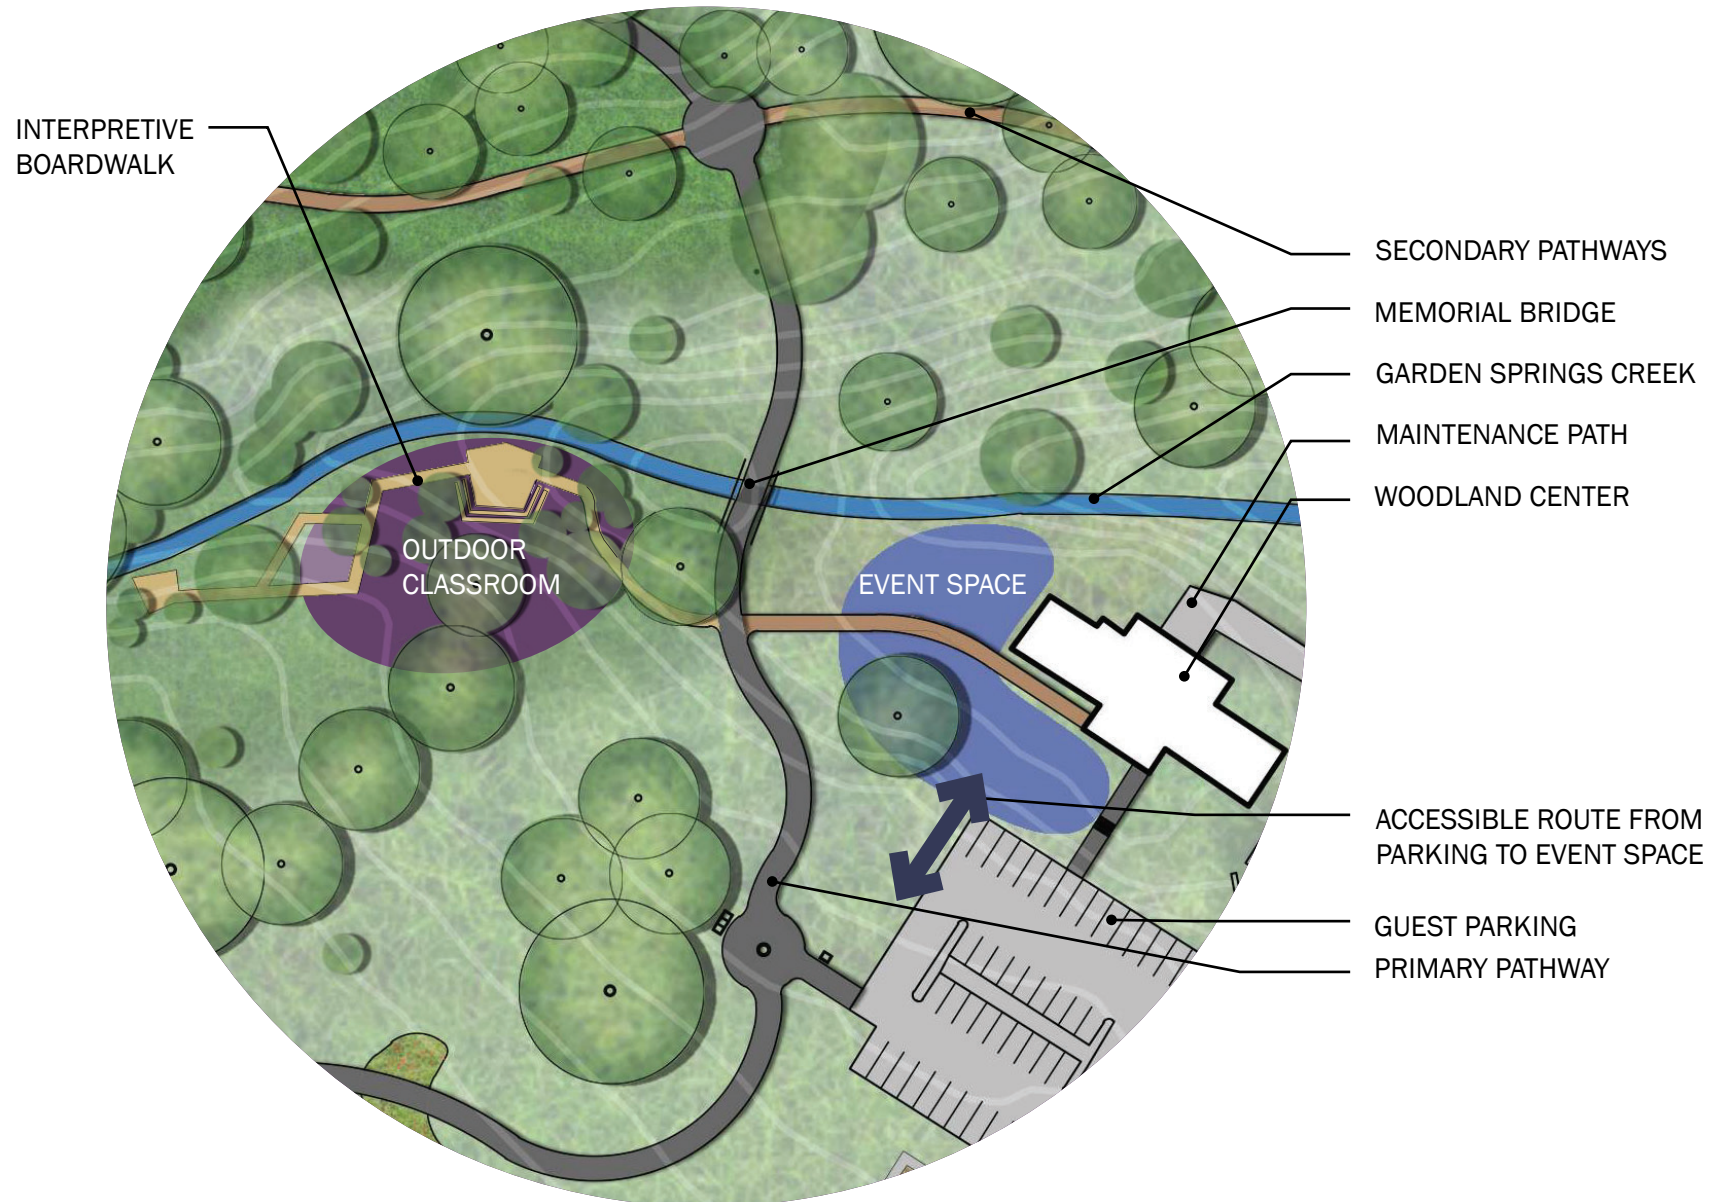 INTERPRETIVE
BOARDWALK
SECONDARY PATHWAYS
MEMORIAL BRIDGE
GARDEN SPRINGS CREEK
MAINTENANCE PATH
WOODLAND CENTER
OUTDOOR
CLASSROOM
EVENT SPACE
ACCESSIBLE ROUTE FROM
PARKING TO EVENT SPACE
GUEST PARKING
PRIMARY PATHWAY